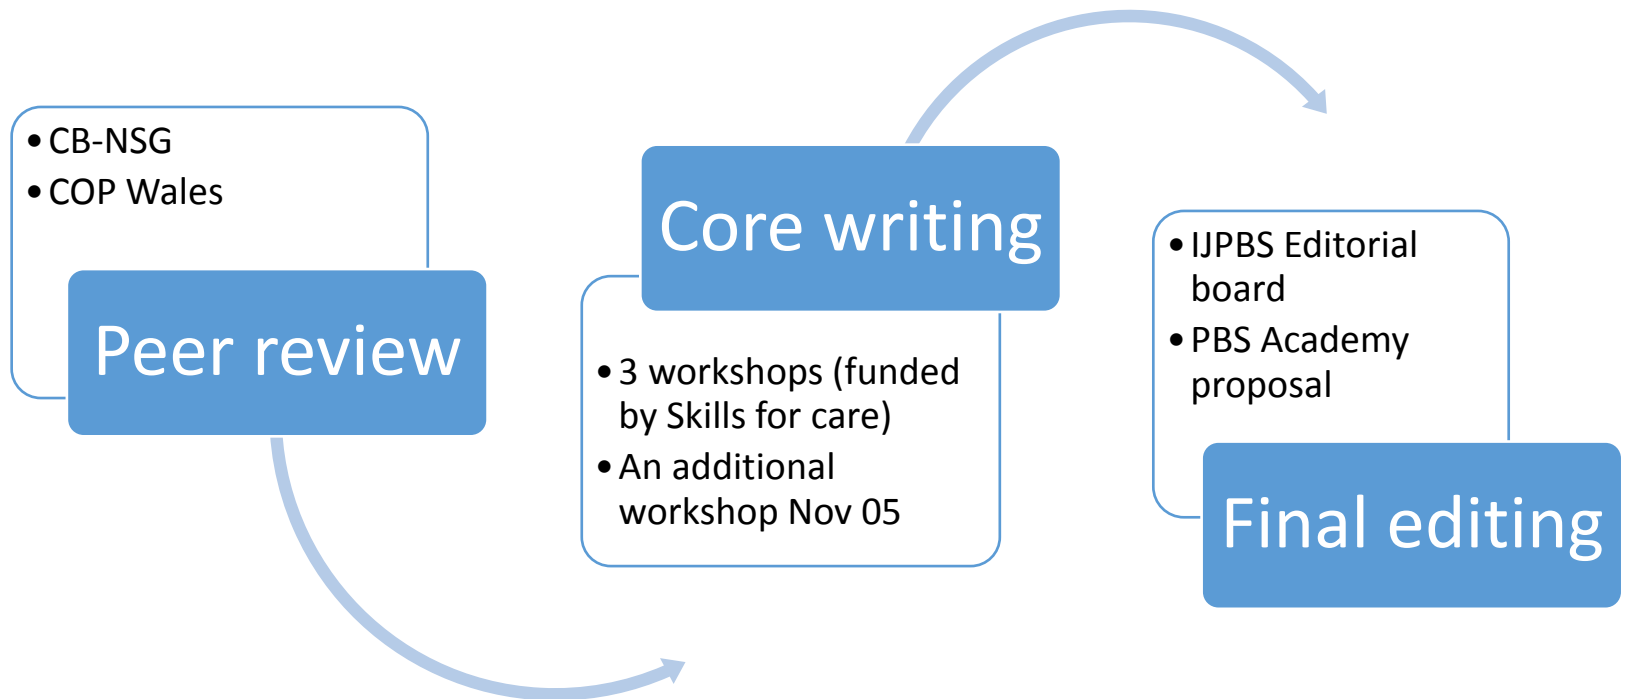 •CB-NSG
•COP Wales
Peer review
Core writing
•3 workshops (funded
by Skills for care)
•An additional
workshop Nov 05
•IJPBS Editorial
board
•PBS Academy
proposal
Final editing